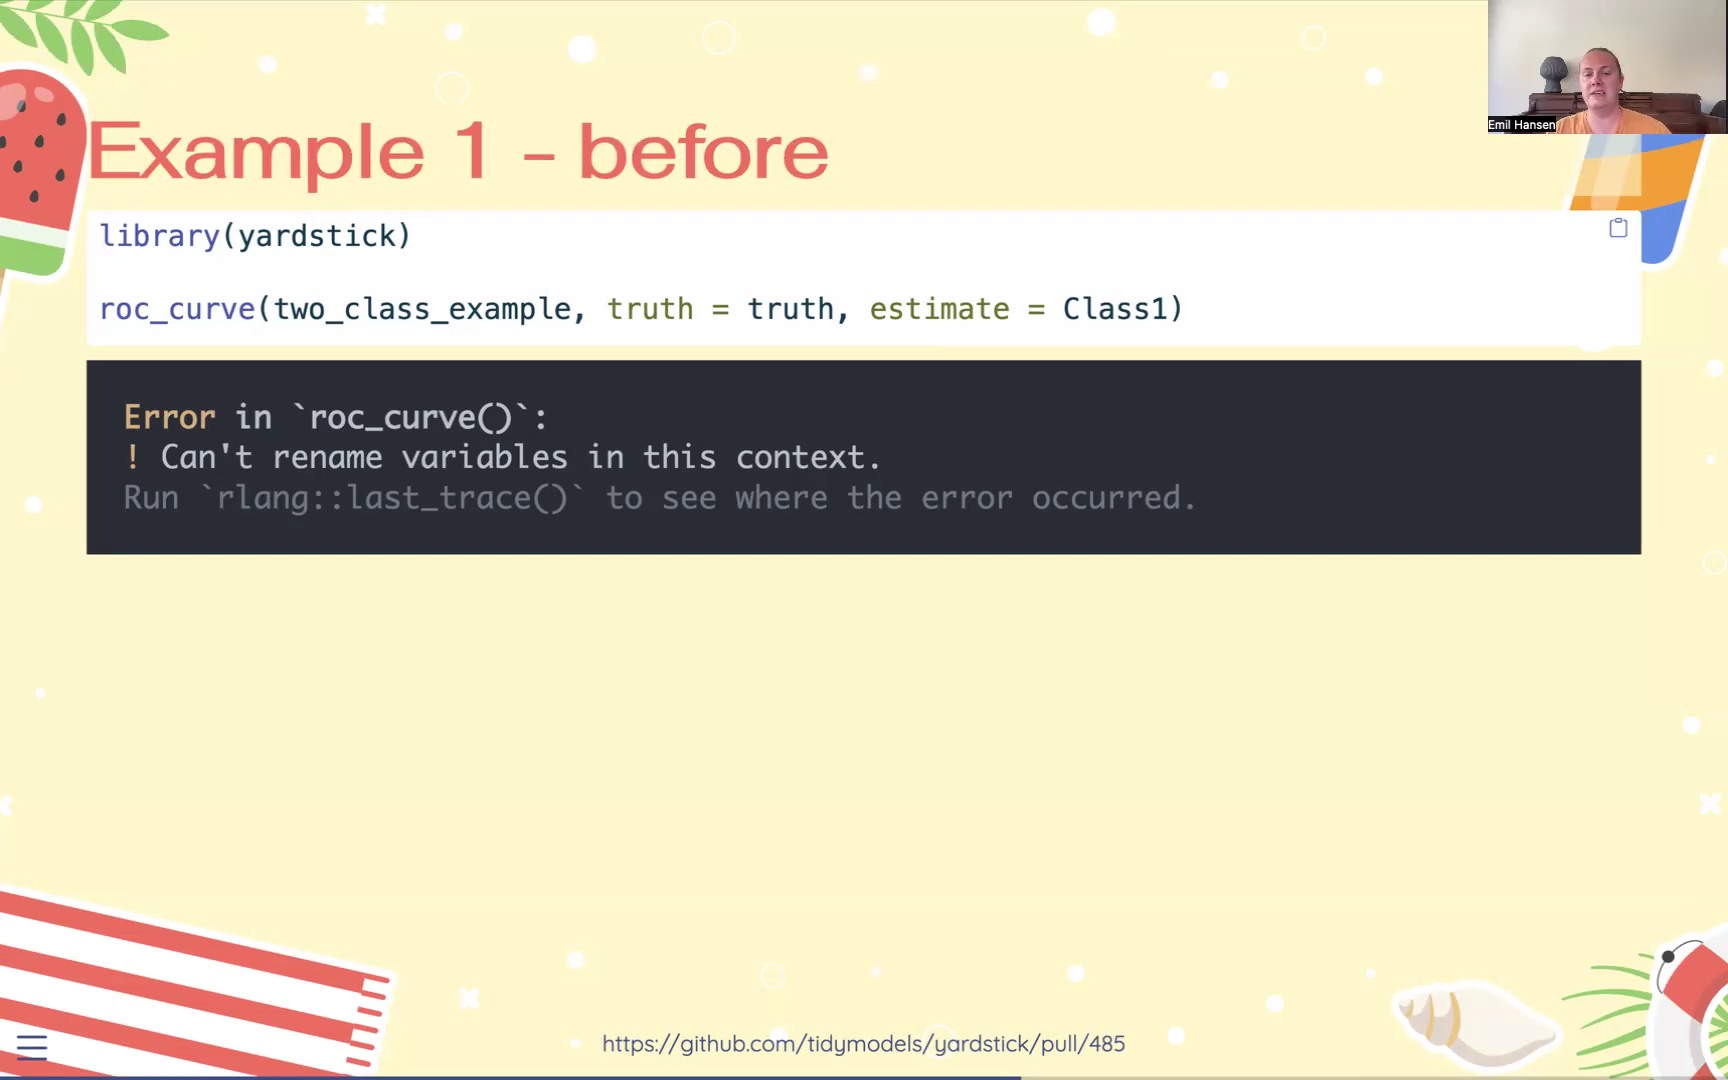 Emil Hansen
Example 1 - before
library(yardstick)
roc_curve(two_class_example, truth = truth, estimate = Class1)
Error in `roc_curve()`:
! Can't rename variables in this context.
Run `rlang::last_trace()` to see where the error occurred.
https://github.com/tidymodels/yardstick/pull/485